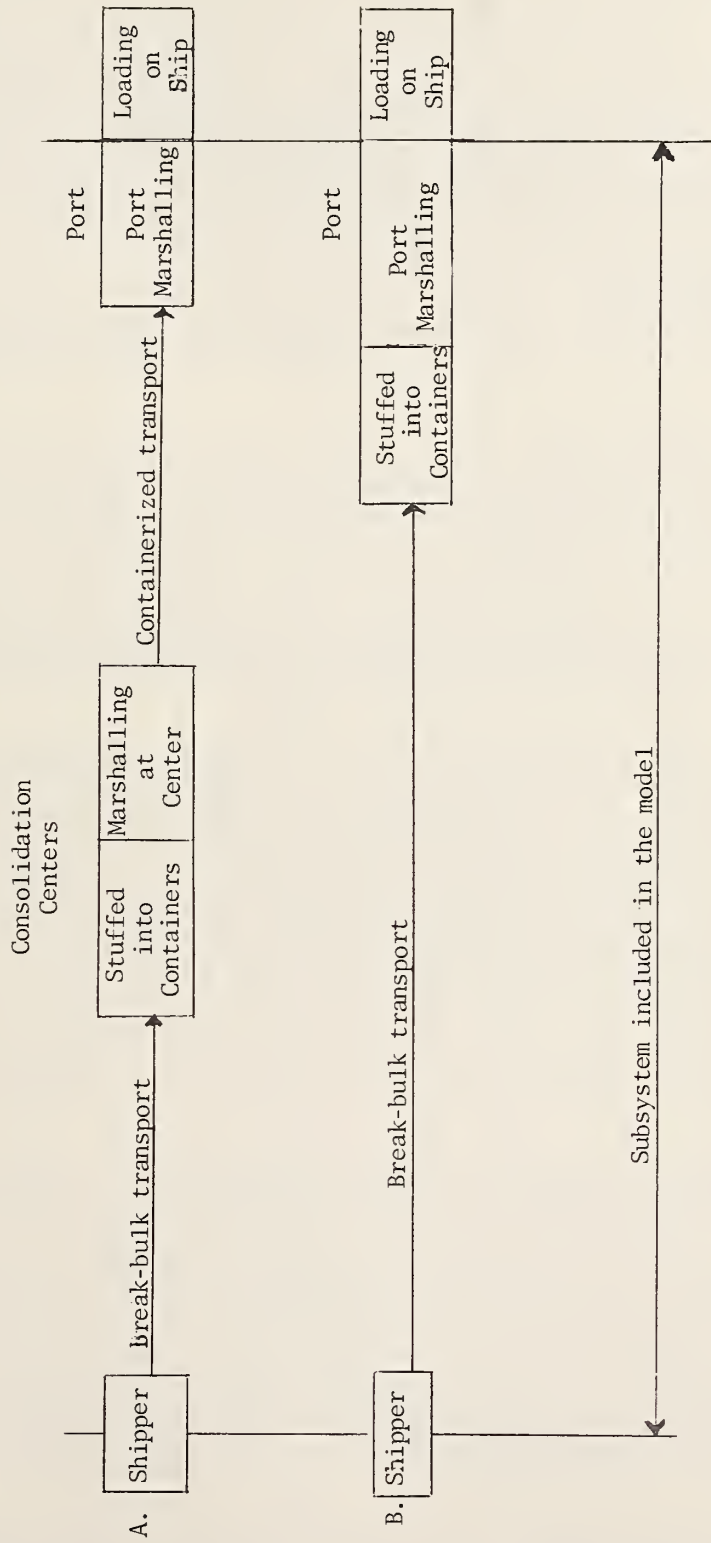 Consolidation
Centers
Port
A. Shipper
Break-bulk transport
Stuffed
into
Containers
Marshalling
at
Center
Containerized transport
Port
Marshalling
Loading
on
Ship
Port
B. Shipper
Break-bulk transport
Stuffed
into
Containers
Port
Marshalling
Loading
on
Ship
Subsystem included in the model